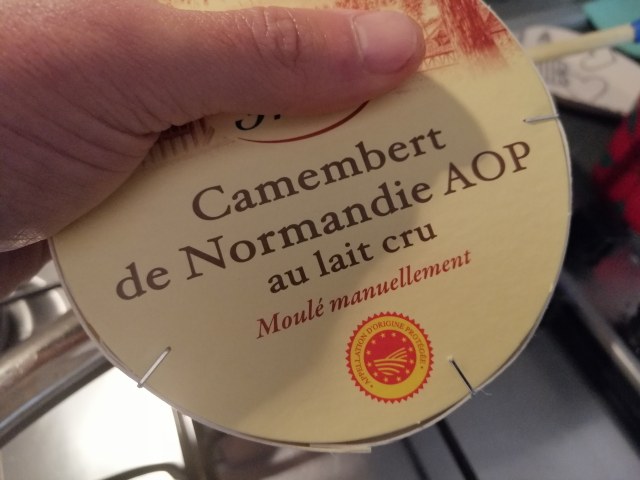 Camembert
de Normandie AOP
au lait cru
Moulé manuellement
APPELLATION D'ORIGINE PROTÉGÉE